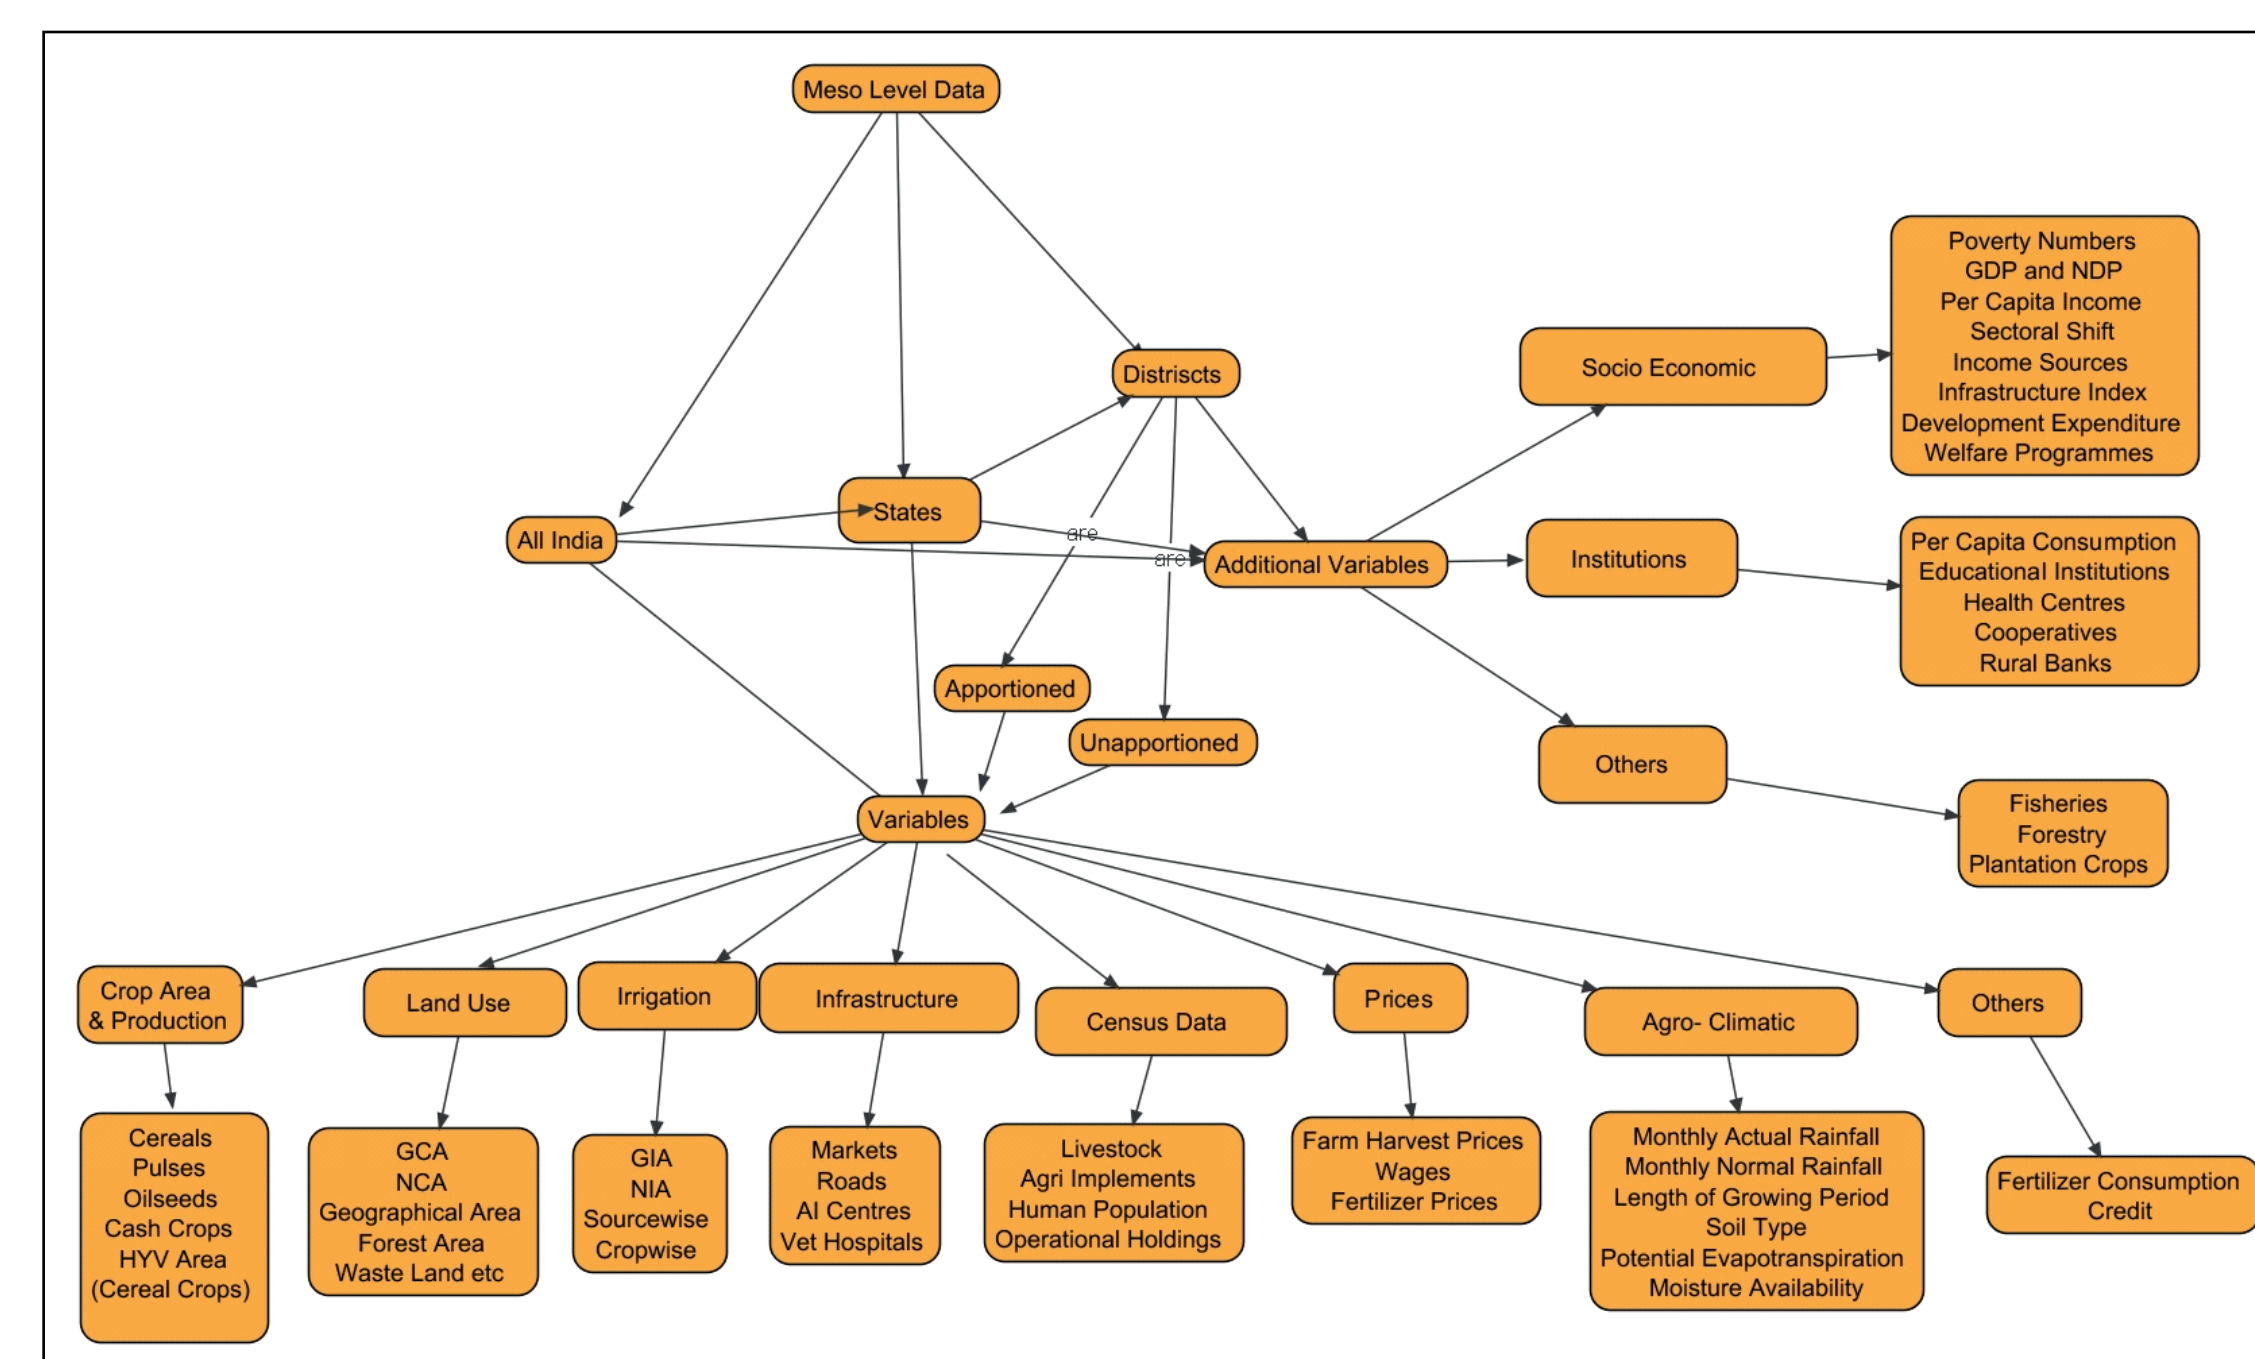 Meso Level Data
Distriscts
States
All India
are
are
Additional Variables
Socio Economic
Poverty Numbers
GDP and NDP
Per Capita Income
Sectoral Shift
Income Sources
Infrastructure Index
Development Expenditure
Welfare Programmes
Institutions
Per Capita Consumption
Educational Institutions
Health Centres
Cooperatives
Rural Banks
Others
Fisheries
Forestry
Plantation Crops
Apportioned
Unapportioned
Variables
Crop Area
& Production
Land Use
Irrigation
Infrastructure
Census Data
Prices
Agro- Climatic
Others
Cereals
Pulses
Oilseeds
Cash Crops
HYV Area
(Cereal Crops)
GCA
NCA
Geographical Area
Forest Area
Waste Land etc
GIA
NIA
Sourcewise
Cropwise
Markets
Roads
AI Centres
Vet Hospitals
Livestock
Agri Implements
Human Population
Operational Holdings
Farm Harvest Prices
Wages
Fertilizer Prices
Monthly Actual Rainfall
Monthly Normal Rainfall
Length of Growing Period
Soil Type
Potential Evapotranspiration
Moisture Availability
Fertilizer Consumption
Credit